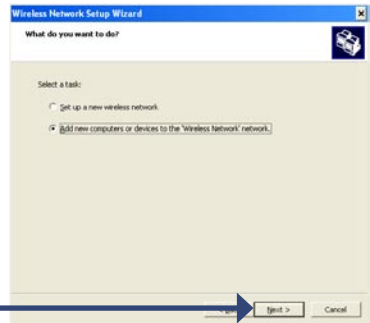 Wireless Network Setup Wizard
What do you want to do?
Select a task:
Set up a new wireless network
Add new computers or devices to the 'Wireless Network' network.
Next >
Cancel